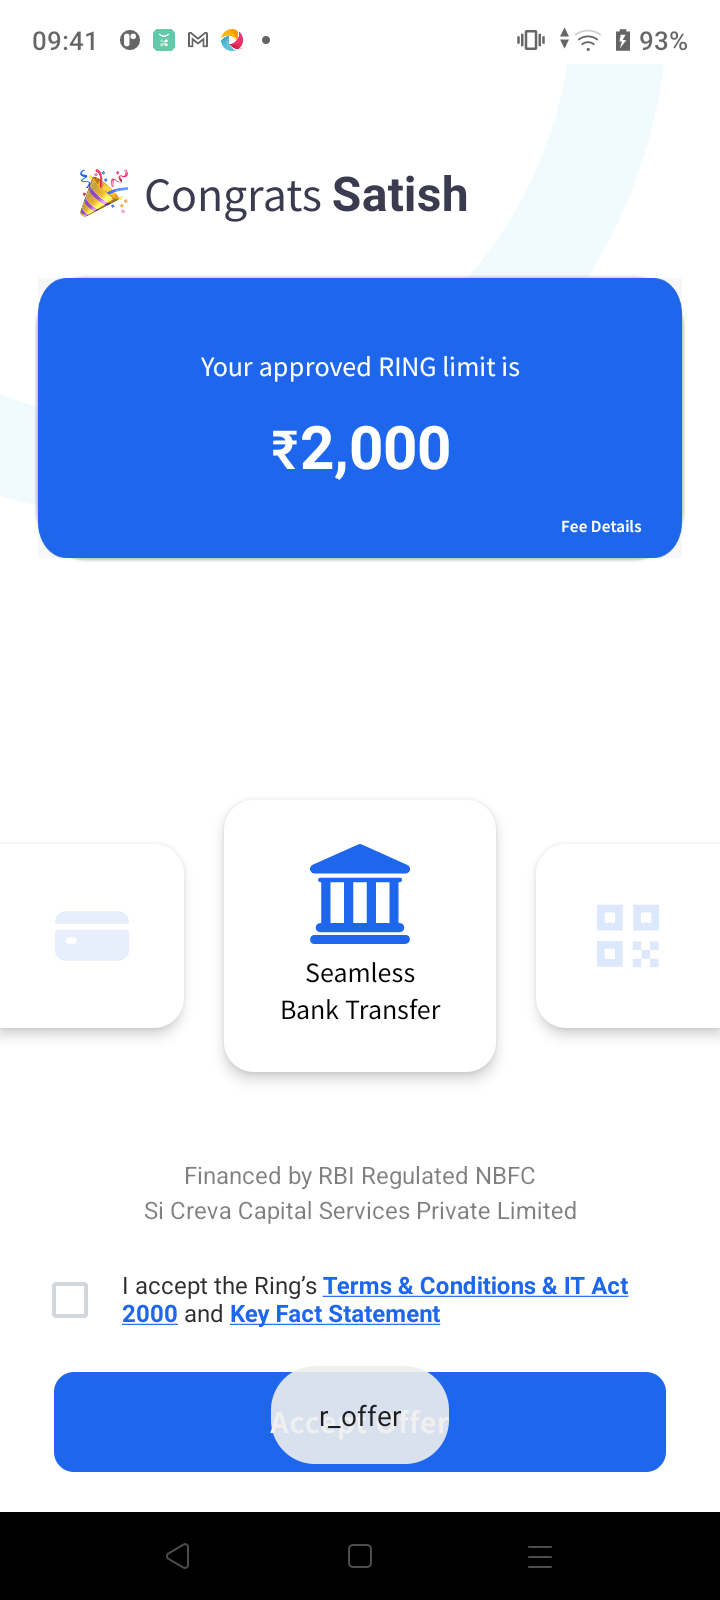 09:41
93%
Congrats Satish
Your approved RING limit is
₹2,000
Fee Details
Seamless
Bank Transfer
Financed by RBI Regulated NBFC
Si Creva Capital Services Private Limited
I accept the Ring’s Terms & Conditions & IT Act
2000 and Key Fact Statement
Accept Offer
r_offer